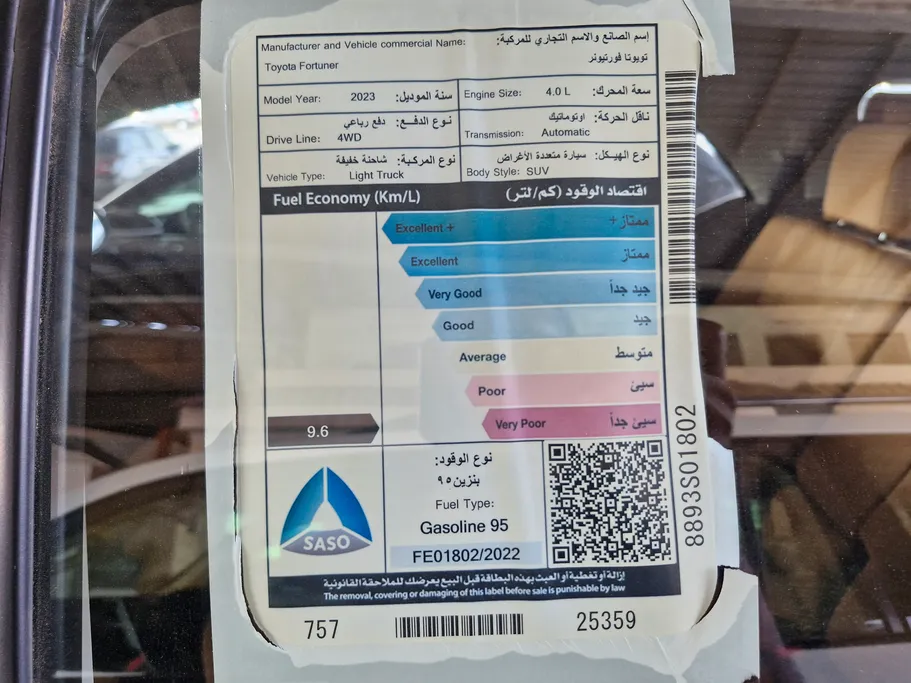 Manufacturer and Vehicle commercial Name: إسم الصانع والاسم التجاري للمركبة:
Toyota Fortuner تويوتا فورتيونر
Model Year: 2023 سنة الموديل:
Engine Size: 4.0 L سعة المحرك:
نوع الدفع: دفع رباعي
Drive Line: 4WD
ناقل الحركة: اوتوماتيك
Transmission: Automatic
نوع المركبة: شاحنة خفيفة
Vehicle Type: Light Truck
نوع الهيكل: سيارة متعددة الأغراض
Body Style: SUV
Fuel Economy (Km/L) اقتصاد الوقود (كم/لتر)
Excellent + ممتاز +
Excellent ممتاز
Very Good جيد جداً
Good جيد
Average متوسط
Poor سيئ
Very Poor سيئ جداً
9.6
SASO
نوع الوقود:
بنزين ٩٥
Fuel Type:
Gasoline 95
FE01802/2022
8893S01802
إزالة أو تغطية أو العبث بهذه البطاقة قبل البيع يعرضك للملاحقة القانونية
The removal, covering or damaging of this label before sale is punishable by law
757 25359